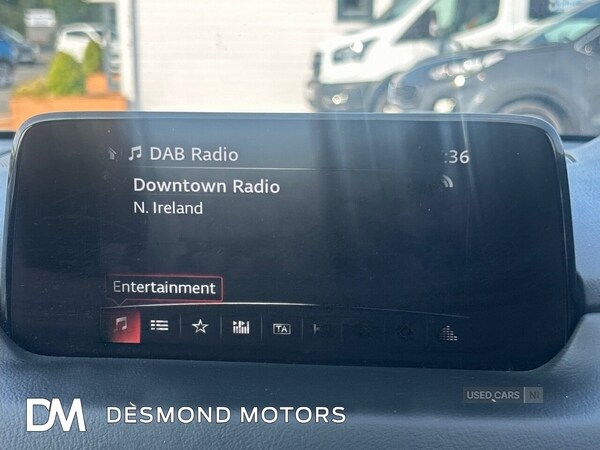 DAB Radio
:36
Downtown Radio
N. Ireland
Entertainment
TA
USED CARS NI
DM DÈSMOND MOTORS